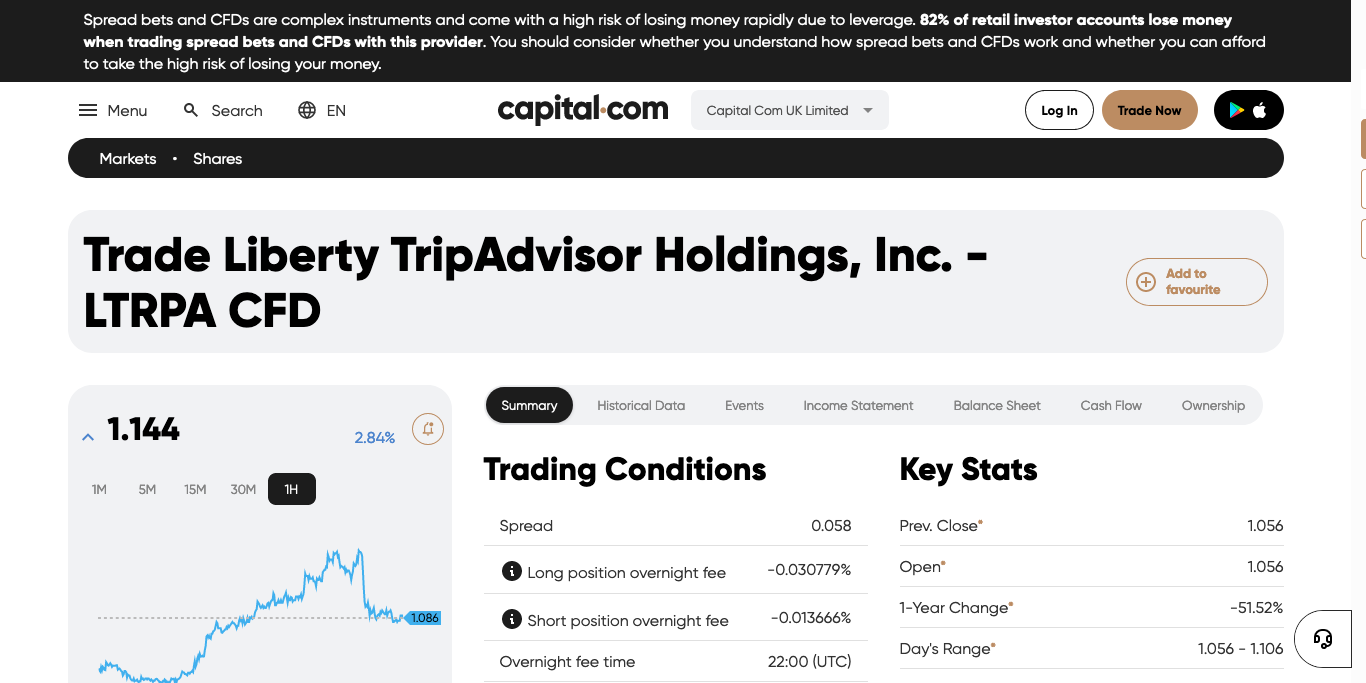 Spread bets and CFDs are complex instruments and come with a high risk of losing money rapidly due to leverage. 82% of retail investor accounts lose money
when trading spread bets and CFDs with this provider. You should consider whether you understand how spread bets and CFDs work and whether you can afford
to take the high risk of losing your money.
Menu
Search
EN
capital.com
Capital Com UK Limited
Log In
Trade Now
Markets • Shares
Trade Liberty TripAdvisor Holdings, Inc. -
LTRPA CFD
Add to
favourite
1.144
2.84%
1M
5M
15M
30M
1H
1.086
Summary
Historical Data
Events
Income Statement
Balance Sheet
Cash Flow
Ownership
Trading Conditions
Spread 0.058
Long position overnight fee -0.030779%
Short position overnight fee -0.013666%
Overnight fee time 22:00 (UTC)
Key Stats
Prev. Close* 1.056
Open* 1.056
1-Year Change* -51.52%
Day's Range* 1.056 - 1.106